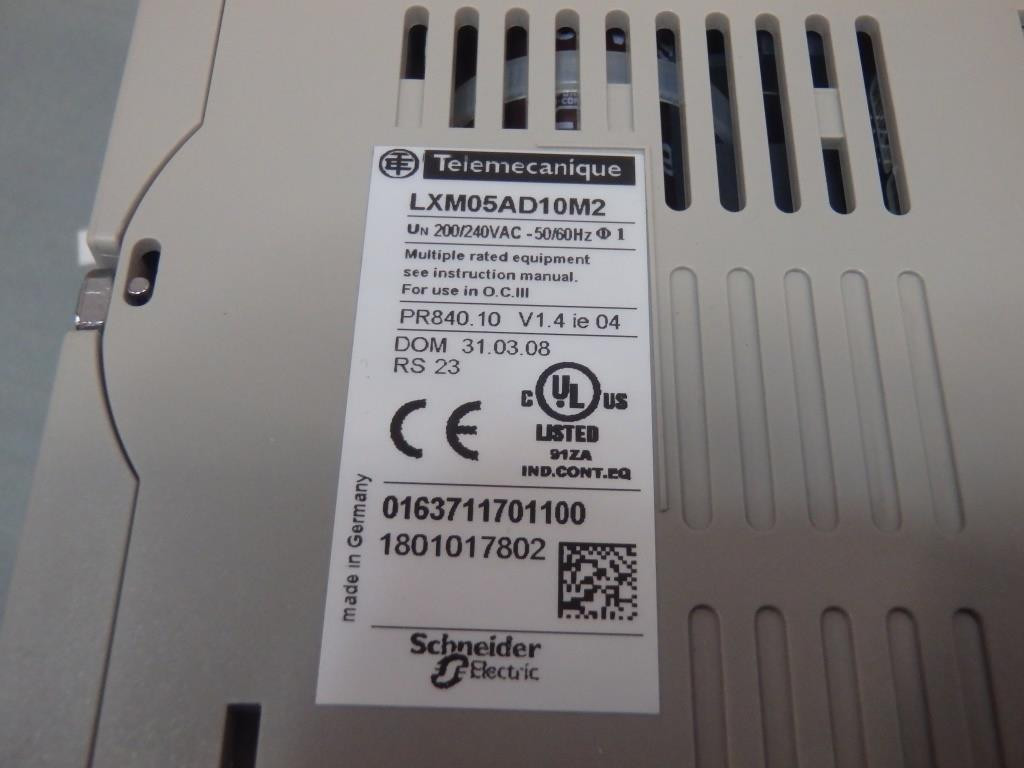 Telemecanique
LXM05AD10M2
UN 200/240VAC - 50/60Hz Φ 1
Multiple rated equipment
see instruction manual.
For use in O.C.III
PR840.10 V1.4 ie 04
DOM 31.03.08
RS 23
CE
C UL US
LISTED
91ZA
IND.CONT.EQ
0163711701100
1801017802
made in Germany
Schneider
Electric